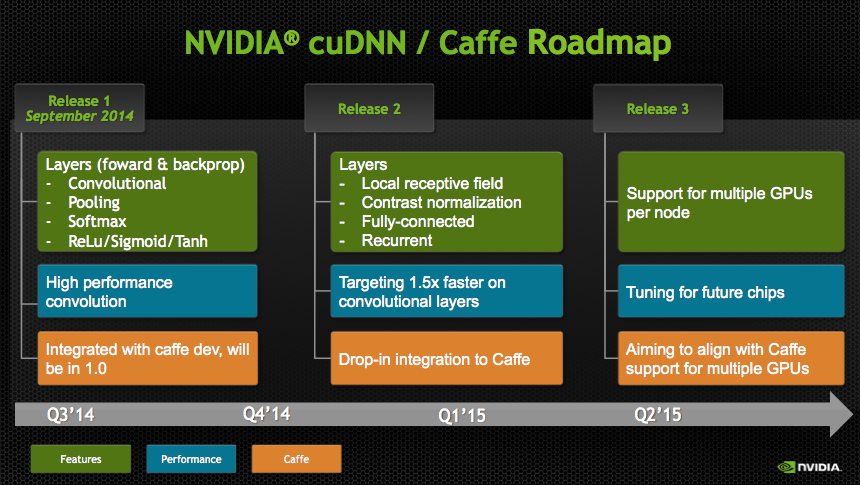 NVIDIA® cuDNN / Caffe Roadmap
Release 1
September 2014
Layers (foward & backprop)
- Convolutional
- Pooling
- Softmax
- ReLu/Sigmoid/Tanh
High performance
convolution
Integrated with caffe dev, will
be in 1.0
Release 2
Layers
- Local receptive field
- Contrast normalization
- Fully-connected
- Recurrent
Targeting 1.5x faster on
convolutional layers
Drop-in integration to Caffe
Release 3
Support for multiple GPUs
per node
Tuning for future chips
Aiming to align with Caffe
support for multiple GPUs
Q3’14
Q4’14
Q1’15
Q2’15
Features
Performance
Caffe
NVIDIA.